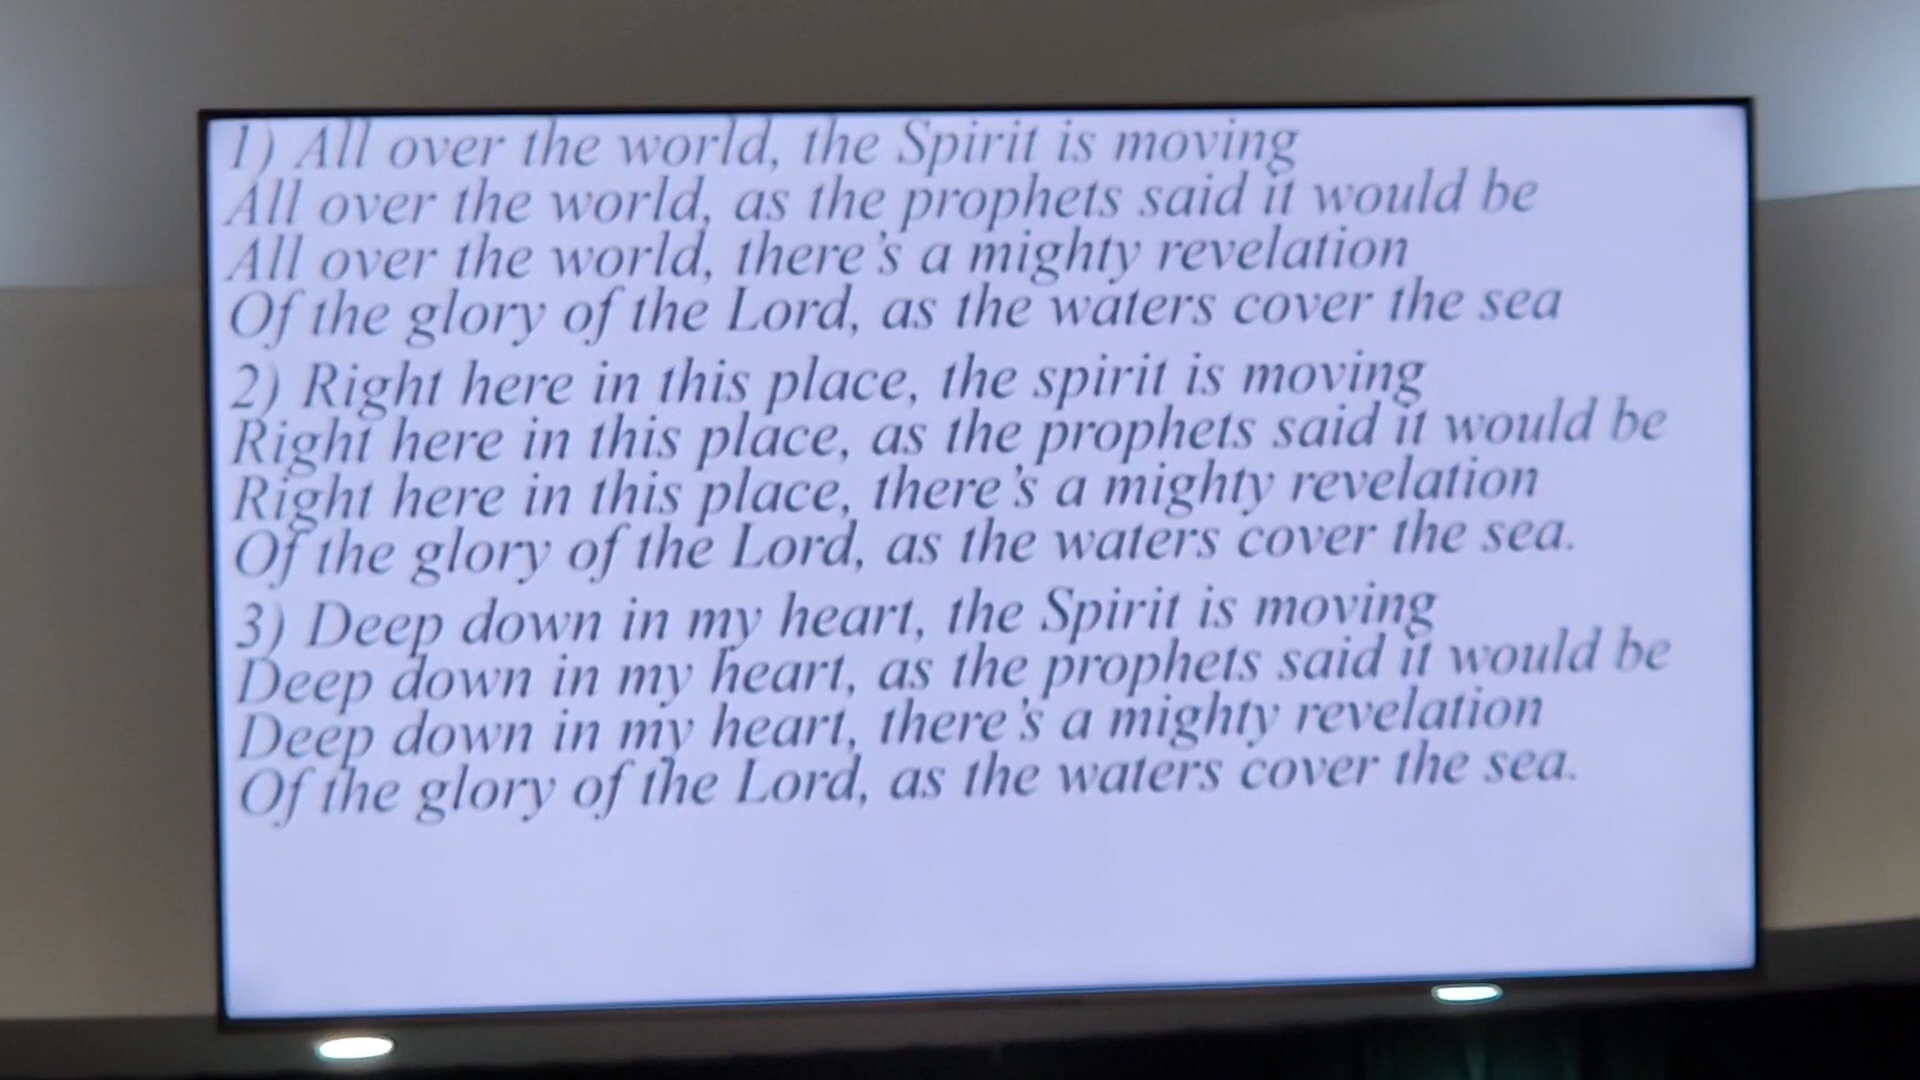 1) All over the world, the Spirit is moving
All over the world, as the prophets said it would be
All over the world, there's a mighty revelation
Of the glory of the Lord, as the waters cover the sea
2) Right here in this place, the spirit is moving
Right here in this place, as the prophets said it would be
Right here in this place, there's a mighty revelation
Of the glory of the Lord, as the waters cover the sea.
3) Deep down in my heart, the Spirit is moving
Deep down in my heart, as the prophets said it would be
Deep down in my heart, there's a mighty revelation
Of the glory of the Lord, as the waters cover the sea.